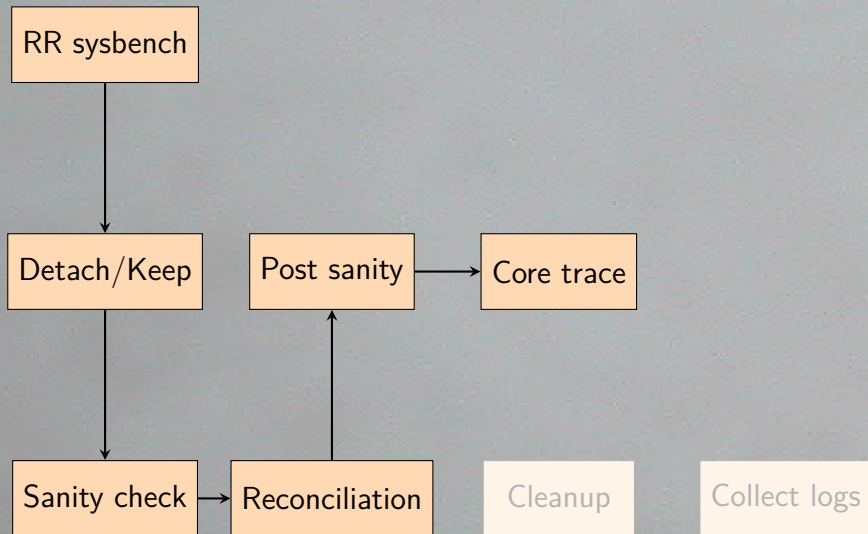 RR sysbench
Detach/Keep
Post sanity
Core trace
Sanity check
Reconciliation
Cleanup
Collect logs